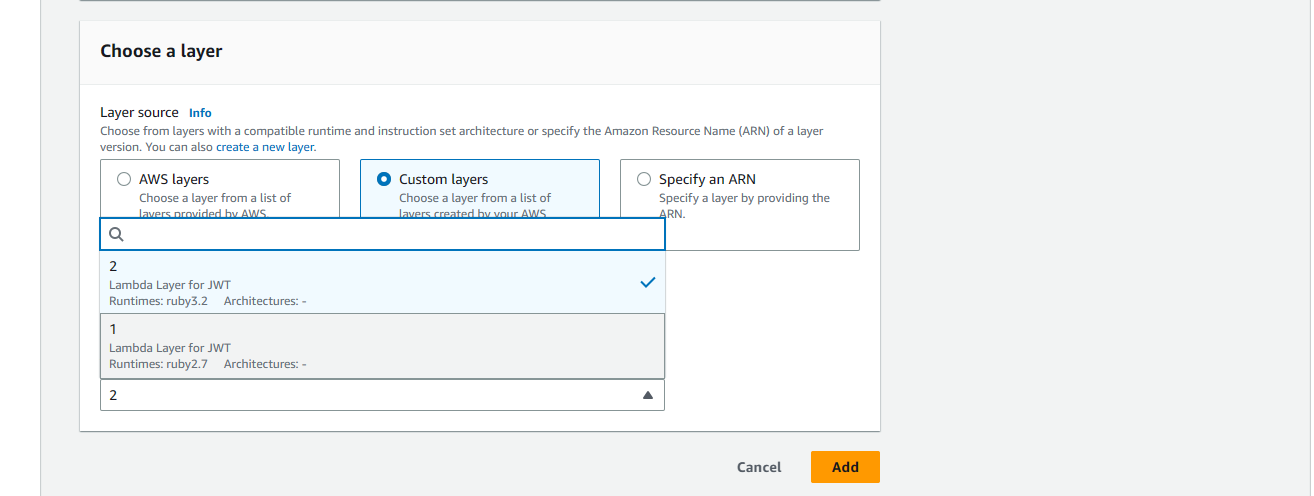 Choose a layer
Layer source Info
Choose from layers with a compatible runtime and instruction set architecture or specify the Amazon Resource Name (ARN) of a layer
version. You can also create a new layer.
AWS layers
Choose a layer from a list of
layers provided by AWS.
Custom layers
Choose a layer from a list of
layers created by your AWS
Specify an ARN
Specify a layer by providing the
ARN.
2
Lambda Layer for JWT
Runtimes: ruby3.2 Architectures: -
1
Lambda Layer for JWT
Runtimes: ruby2.7 Architectures: -
2
Cancel Add